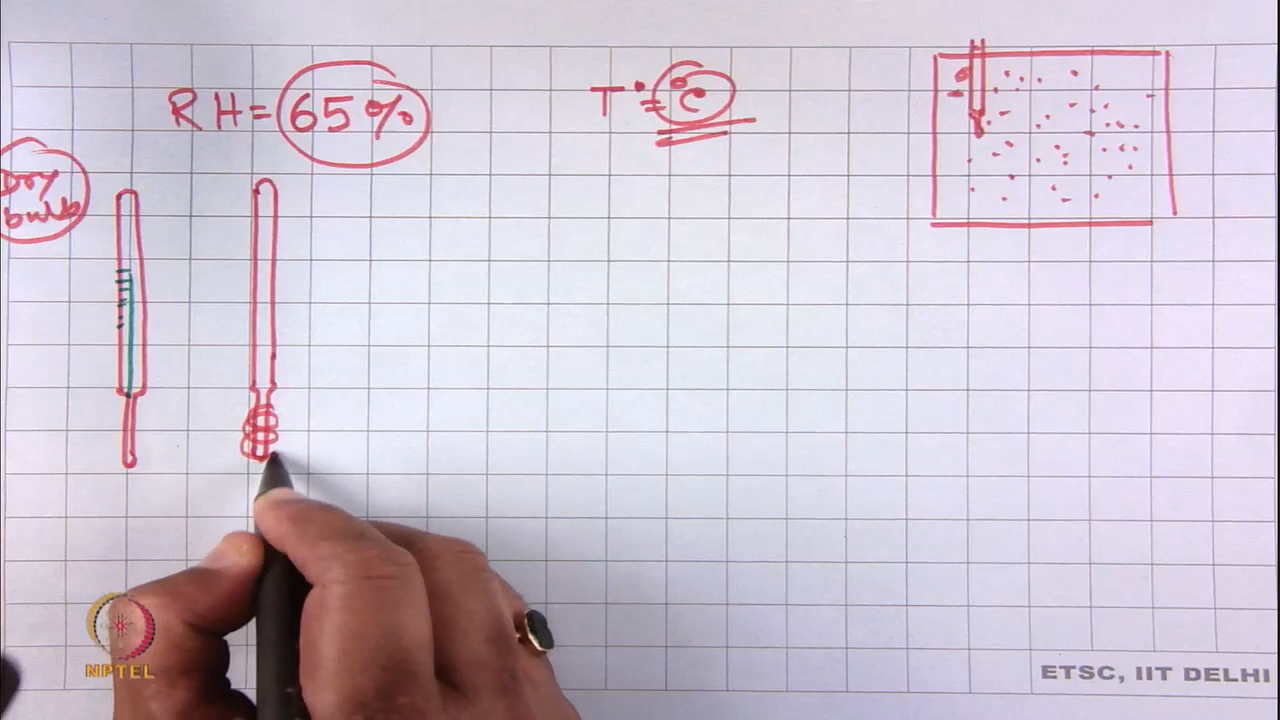 RH = 65%
T° = °C
Dry
bulb
NPTEL
ETSC, IIT DELHI